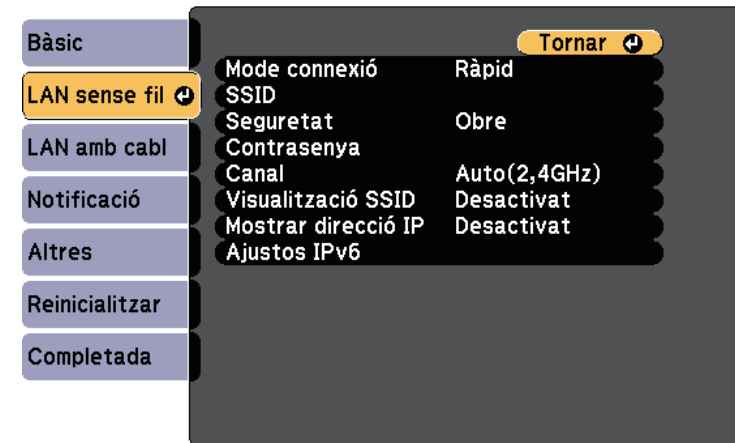 Bàsic
LAN sense fil
LAN amb cabl
Notificació
Altres
Reinicialitzar
Completada
Tornar
Mode connexió Ràpid
SSID
Seguretat Obre
Contrasenya
Canal Auto(2,4GHz)
Visualització SSID Desactivat
Mostrar direcció IP Desactivat
Ajustos IPv6